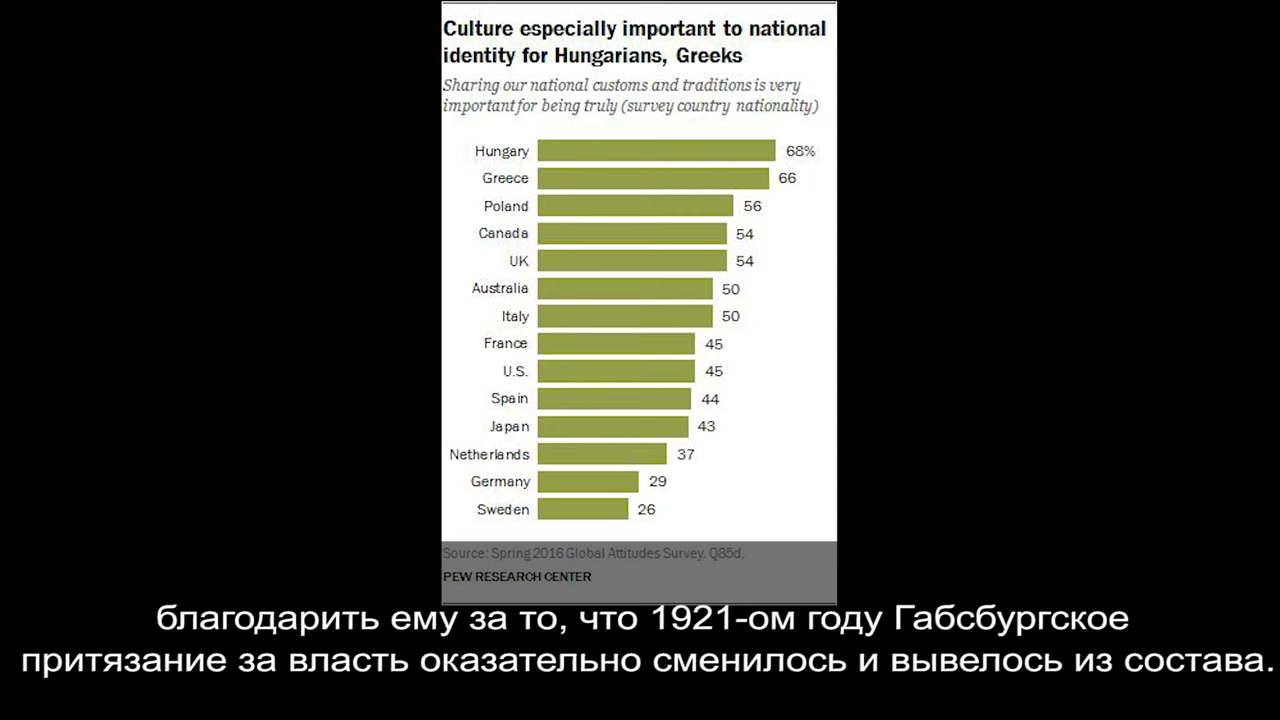 Culture especially important to national
identity for Hungarians, Greeks
Sharing our national customs and traditions is very
important for being truly (survey country nationality)
Hungary 68%
Greece 66
Poland 56
Canada 54
UK 54
Australia 50
Italy 50
France 45
U.S. 45
Spain 44
Japan 43
Netherlands 37
Germany 29
Sweden 26
Source: Spring 2016 Global Attitudes Survey. Q85d.
PEW RESEARCH CENTER
благодарить ему за то, что 1921-ом году Габсбургское
притязание за власть оказательно сменилось и вывелось из состава.